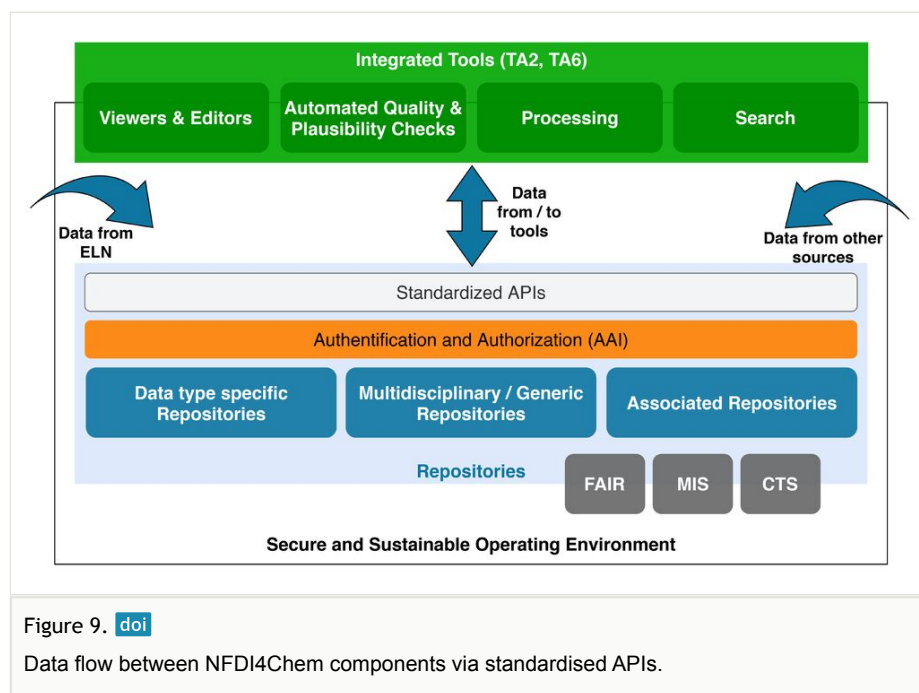 Integrated Tools (TA2, TA6)
Viewers & Editors
Automated Quality &
Plausibility Checks
Processing
Search
Data from
ELN
Data
from / to
tools
Data from other
sources
Standardized APIs
Authentification and Authorization (AAI)
Data type specific
Repositories
Multidisciplinary / Generic
Repositories
Associated Repositories
Repositories
FAIR
MIS
CTS
Secure and Sustainable Operating Environment
Figure 9. doi
Data flow between NFDI4Chem components via standardised APIs.